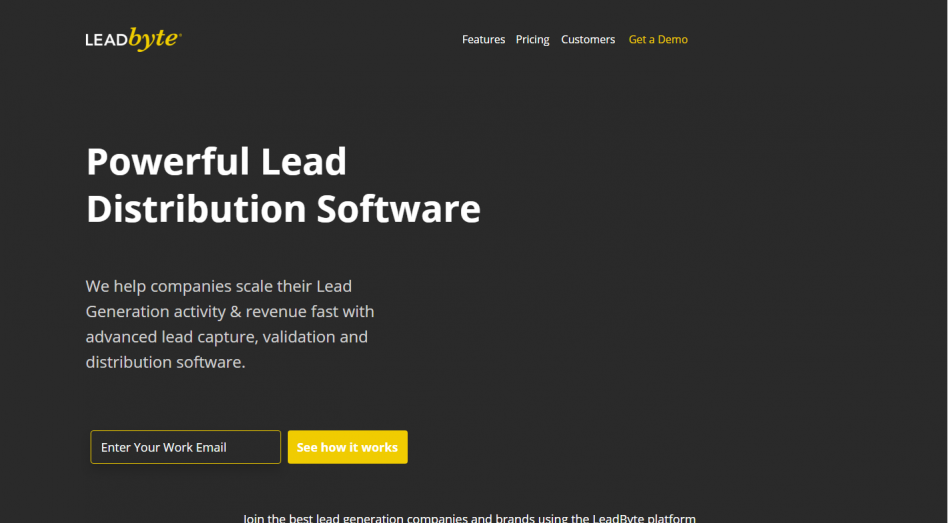 LEADbyte®
Features Pricing Customers Get a Demo
Powerful Lead
Distribution Software
We help companies scale their Lead
Generation activity & revenue fast with
advanced lead capture, validation and
distribution software.
Enter Your Work Email
See how it works
Join the best lead generation companies and brands using the LeadByte platform